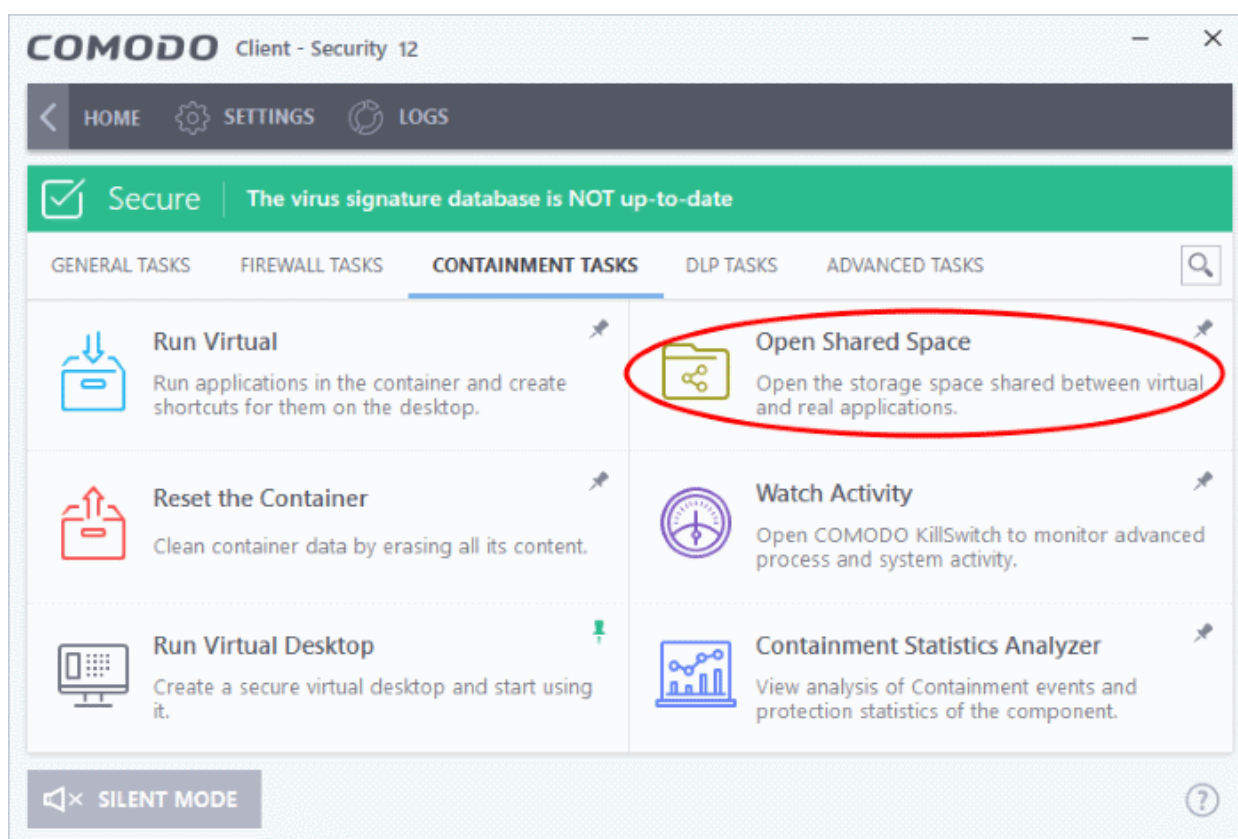 COMODO Client - Security 12
HOME SETTINGS LOGS
Secure The virus signature database is NOT up-to-date
GENERAL TASKS FIREWALL TASKS CONTAINMENT TASKS DLP TASKS ADVANCED TASKS
Run Virtual
Run applications in the container and create
shortcuts for them on the desktop.
Open Shared Space
Open the storage space shared between virtual
and real applications.
Reset the Container
Clean container data by erasing all its content.
Watch Activity
Open COMODO KillSwitch to monitor advanced
process and system activity.
Run Virtual Desktop
Create a secure virtual desktop and start using
it.
Containment Statistics Analyzer
View analysis of Containment events and
protection statistics of the component.
SILENT MODE
?